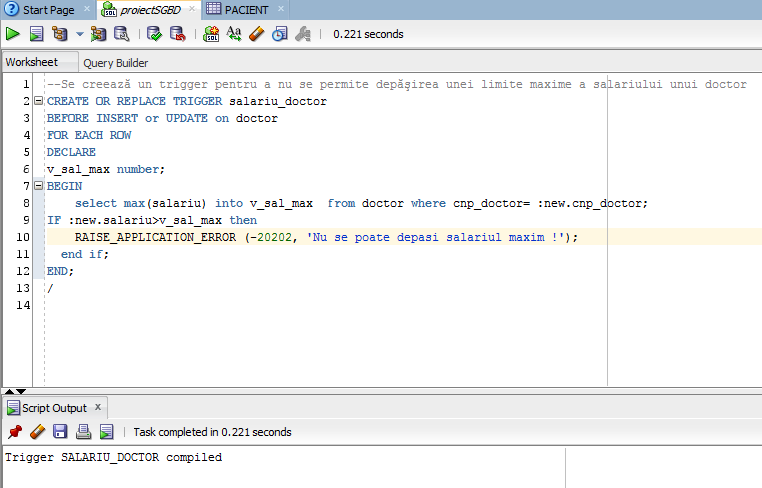 Start Page × proiectSGBD × PACIENT ×
0.221 seconds
Worksheet Query Builder
1 --Se creează un trigger pentru a nu se permite depăşirea unei limite maxime a salariului unui doctor
2 CREATE OR REPLACE TRIGGER salariu_doctor
3 BEFORE INSERT or UPDATE on doctor
4 FOR EACH ROW
5 DECLARE
6 v_sal_max number;
7 BEGIN
8 select max(salariu) into v_sal_max  from doctor where cnp_doctor= :new.cnp_doctor;
9 IF :new.salariu>v_sal_max then
10 RAISE_APPLICATION_ERROR (-20202, 'Nu se poate depasi salariul maxim !');
11 end if;
12 END;
13 /
14
Script Output x
Task completed in 0.221 seconds
Trigger SALARIU_DOCTOR compiled